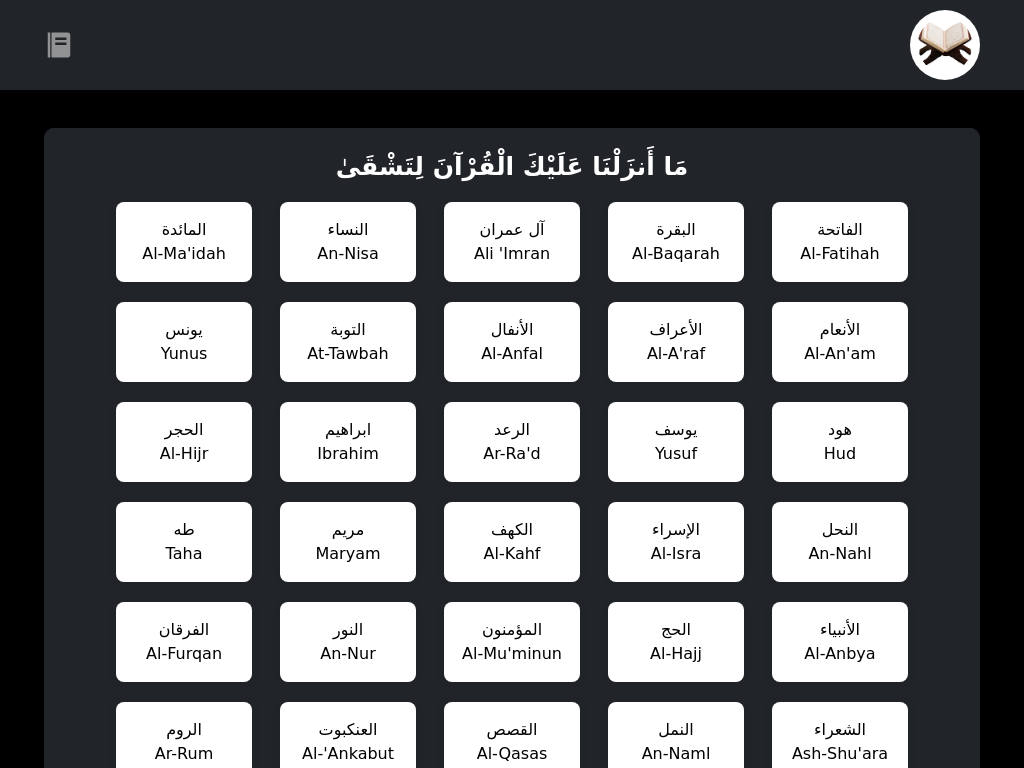 مَا أَنزَلْنَا عَلَيْكَ الْقُرْآنَ لِتَشْقَىٰ
الفاتحة
Al-Fatihah
البقرة
Al-Baqarah
آل عمران
Ali 'Imran
النساء
An-Nisa
المائدة
Al-Ma'idah
الأنعام
Al-An'am
الأعراف
Al-A'raf
الأنفال
Al-Anfal
التوبة
At-Tawbah
يونس
Yunus
هود
Hud
يوسف
Yusuf
الرعد
Ar-Ra'd
ابراهيم
Ibrahim
الحجر
Al-Hijr
النحل
An-Nahl
الإسراء
Al-Isra
الكهف
Al-Kahf
مريم
Maryam
طه
Taha
الأنبياء
Al-Anbya
الحج
Al-Hajj
المؤمنون
Al-Mu'minun
النور
An-Nur
الفرقان
Al-Furqan
الشعراء
Ash-Shu'ara
النمل
An-Naml
القصص
Al-Qasas
العنكبوت
Al-'Ankabut
الروم
Ar-Rum